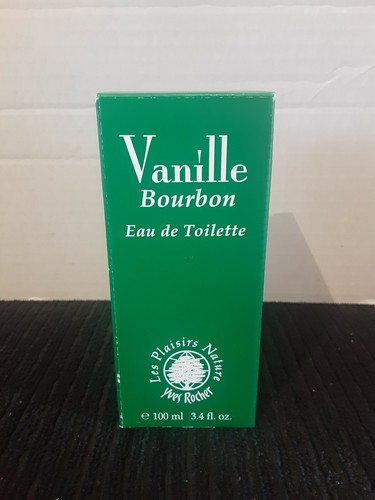 Vanille
Bourbon
Eau de Toilette
Les Plaisirs Nature
Yves Rocher
℮ 100 ml 3.4 fl. oz.